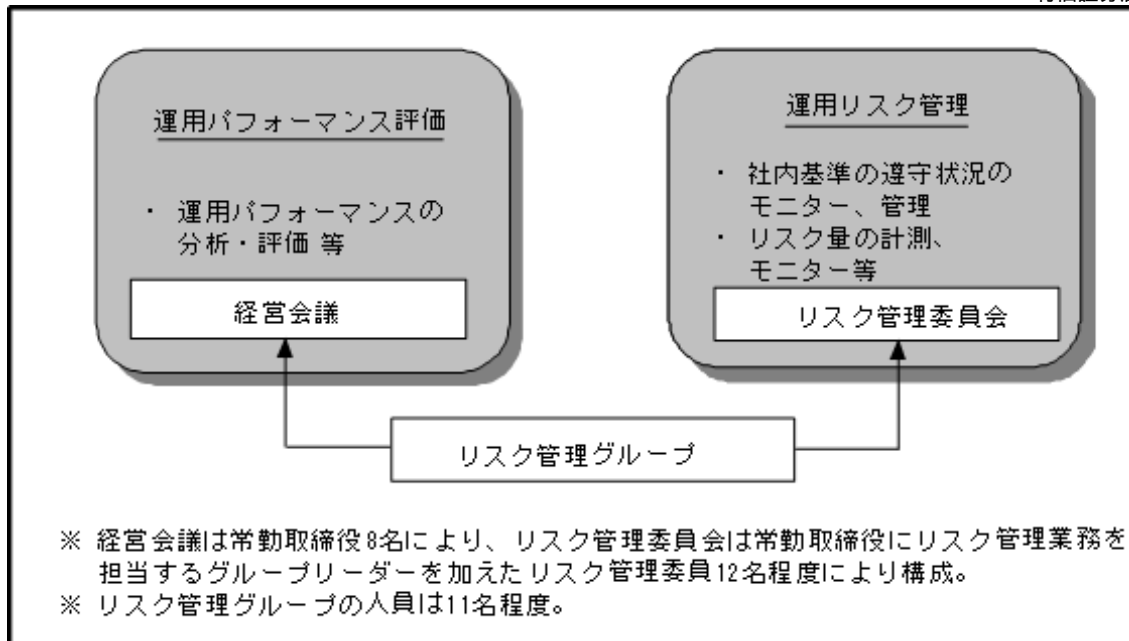 運用パフォーマンス評価
・ 運用パフォーマンスの
分析・評価 等
経営会議
運用リスク管理
・ 社内基準の遵守状況の
モニター、管理
・ リスク量の計測、
モニター等
リスク管理委員会
リスク管理グループ
※ 経営会議は常勤取締役8名により、リスク管理委員会は常勤取締役にリスク管理業務を
担当するグループリーダーを加えたリスク管理委員12名程度により構成。
※ リスク管理グループの人員は11名程度。